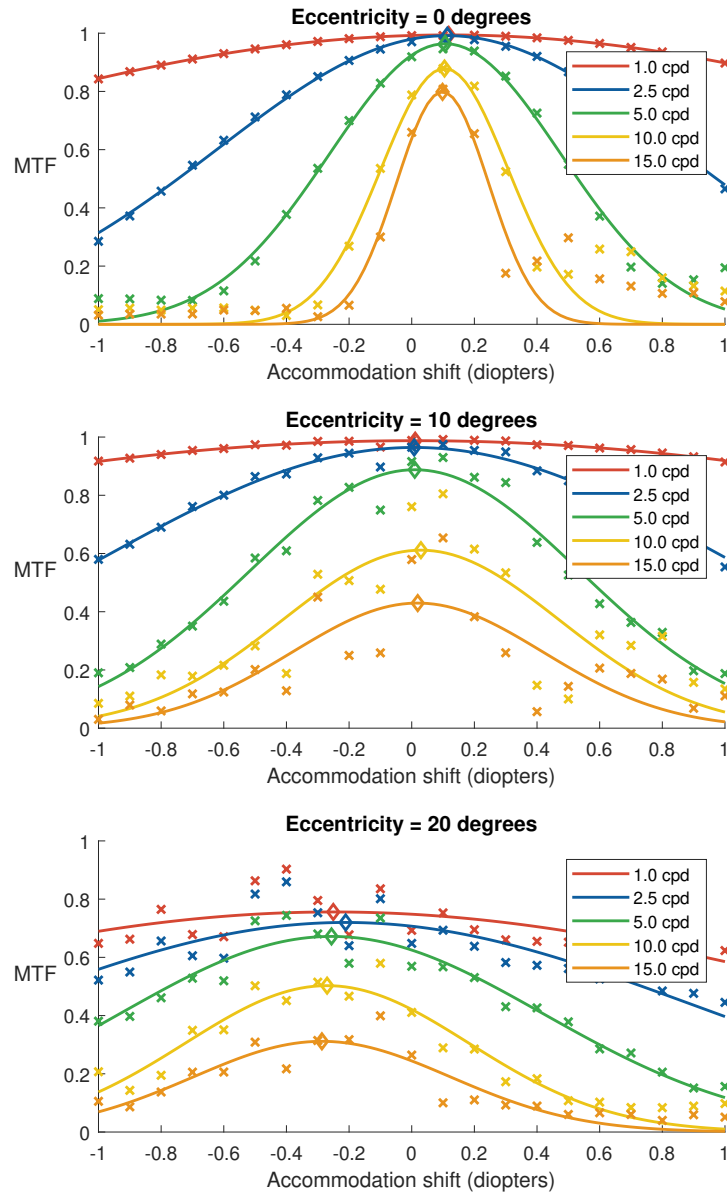 Eccentricity = 0 degrees
1
0.8
0.6
MTF
0.4
0.2
0
1.0 cpd
2.5 cpd
5.0 cpd
10.0 cpd
15.0 cpd
-1 -0.8 -0.6 -0.4 -0.2 0 0.2 0.4 0.6 0.8 1
Accommodation shift (diopters)
Eccentricity = 10 degrees
1
0.8
0.6
MTF
0.4
0.2
0
1.0 cpd
2.5 cpd
5.0 cpd
10.0 cpd
15.0 cpd
-1 -0.8 -0.6 -0.4 -0.2 0 0.2 0.4 0.6 0.8 1
Accommodation shift (diopters)
Eccentricity = 20 degrees
1
0.8
0.6
MTF
0.4
0.2
0
1.0 cpd
2.5 cpd
5.0 cpd
10.0 cpd
15.0 cpd
-1 -0.8 -0.6 -0.4 -0.2 0 0.2 0.4 0.6 0.8 1
Accommodation shift (diopters)